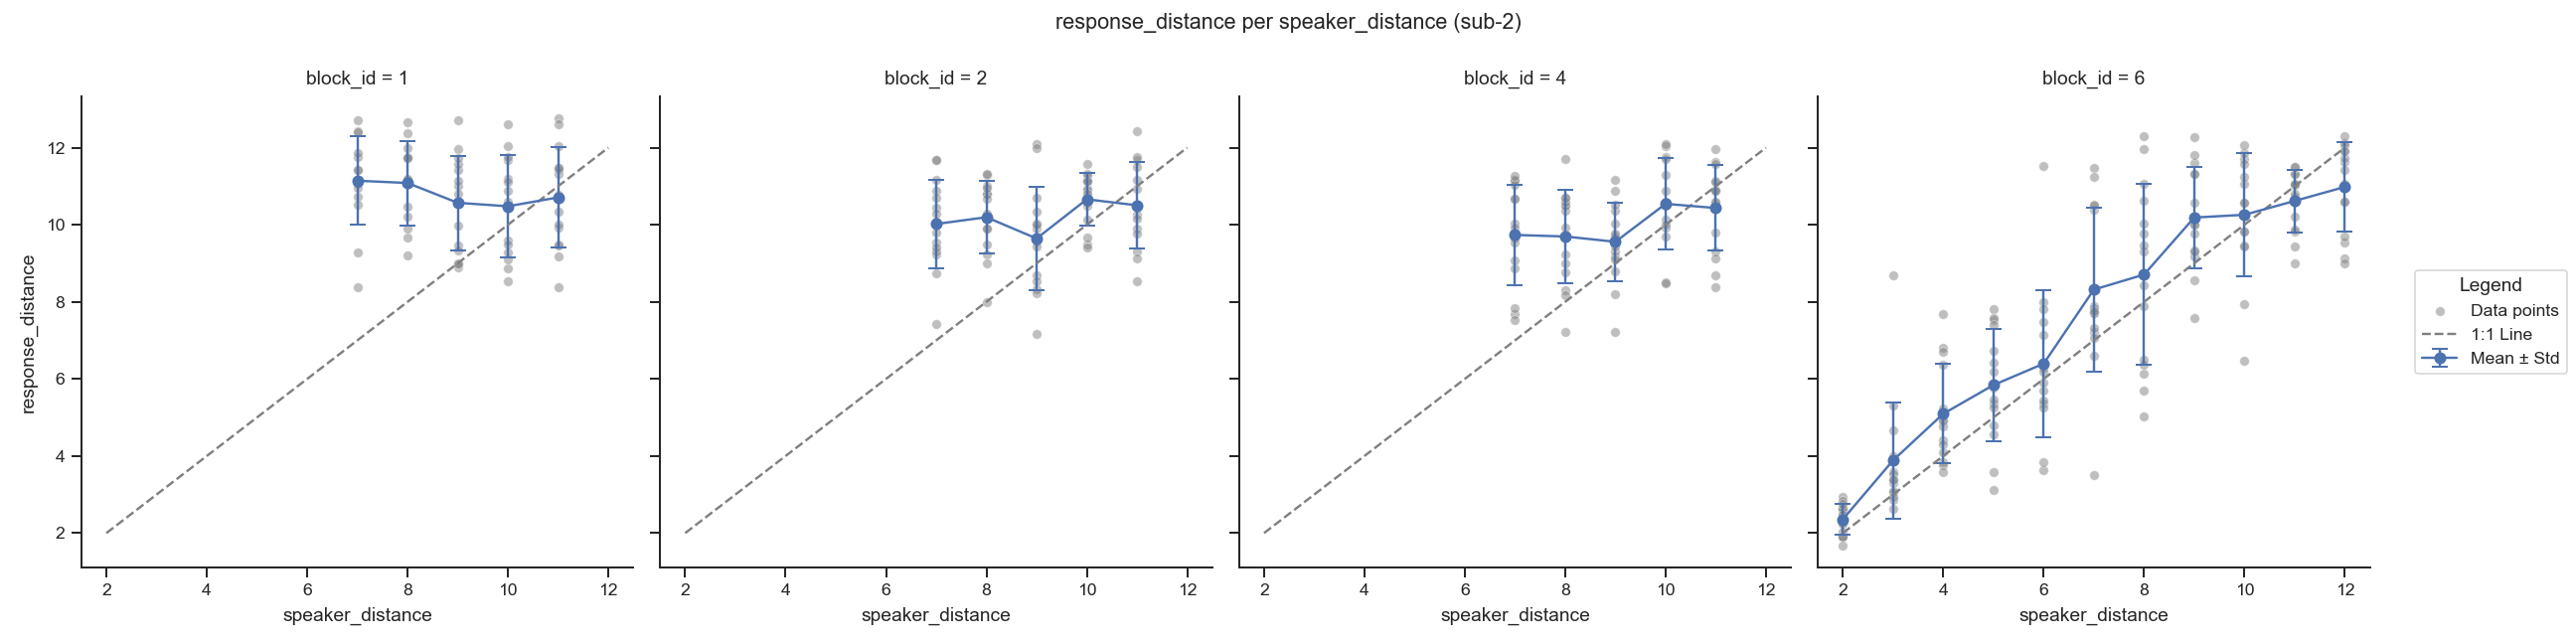 response_distance per speaker_distance (sub-2)
block_id = 1
block_id = 2
block_id = 4
block_id = 6
response_distance
12
10
8
6
4
2
2 4 6 8 10 12
2 4 6 8 10 12
2 4 6 8 10 12
2 4 6 8 10 12
speaker_distance
speaker_distance
speaker_distance
speaker_distance
Legend
Data points
1:1 Line
Mean ± Std